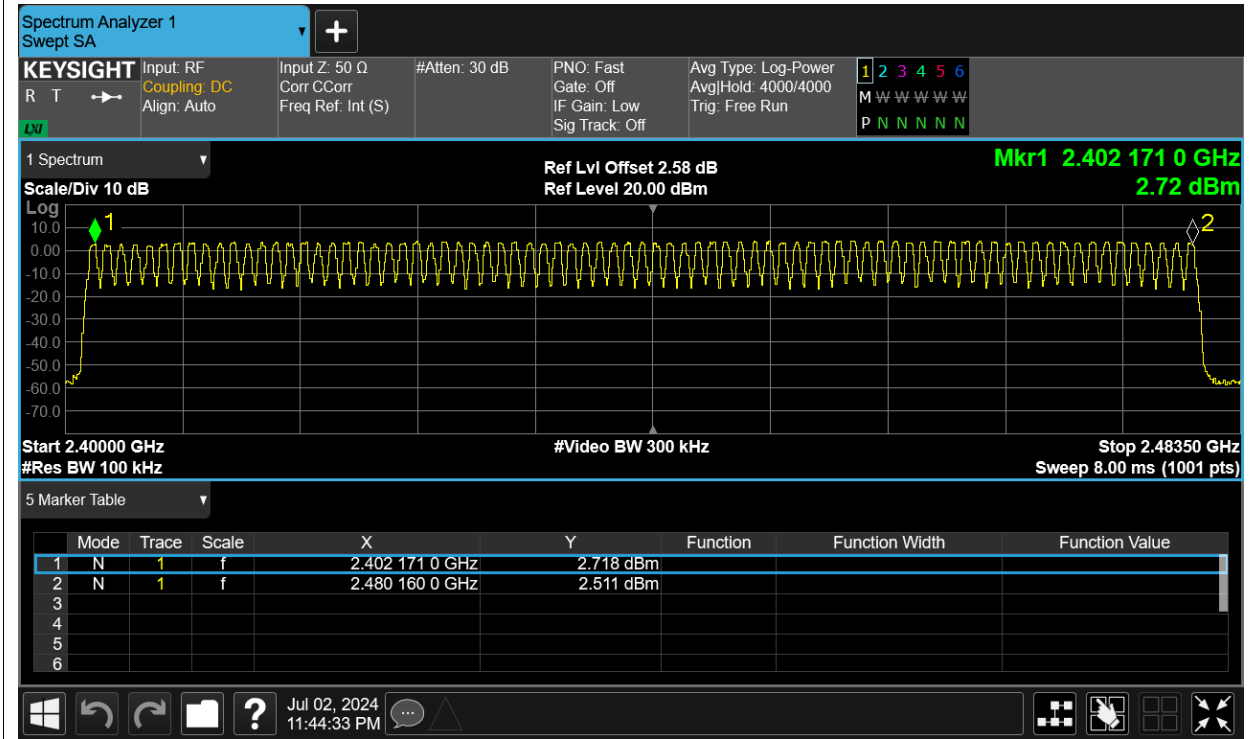 Spectrum Analyzer 1
Swept SA
+
KEYSIGHT
R T
LXI
Input: RF
Coupling: DC
Align: Auto
Input Z: 50 Ω
Corr CCorr
Freq Ref: Int (S)
#Atten: 30 dB
PNO: Fast
Gate: Off
IF Gain: Low
Sig Track: Off
Avg Type: Log-Power
Avg|Hold: 4000/4000
Trig: Free Run
1 2 3 4 5 6
M W W W W W
P N N N N N
1 Spectrum
Scale/Div 10 dB
Ref Lvl Offset 2.58 dB
Ref Level 20.00 dBm
Mkr1 2.402 171 0 GHz
2.72 dBm
Log
1
2
10.0
0.00
-10.0
-20.0
-30.0
-40.0
-50.0
-60.0
-70.0
Start 2.40000 GHz
#Res BW 100 kHz
#Video BW 300 kHz
Stop 2.48350 GHz
Sweep 8.00 ms (1001 pts)
5 Marker Table
Mode Trace Scale X Y Function Function Width Function Value
1 N 1 f 2.402 171 0 GHz 2.718 dBm
2 N 1 f 2.480 160 0 GHz 2.511 dBm
3
4
5
6
?
Jul 02, 2024
11:44:33 PM